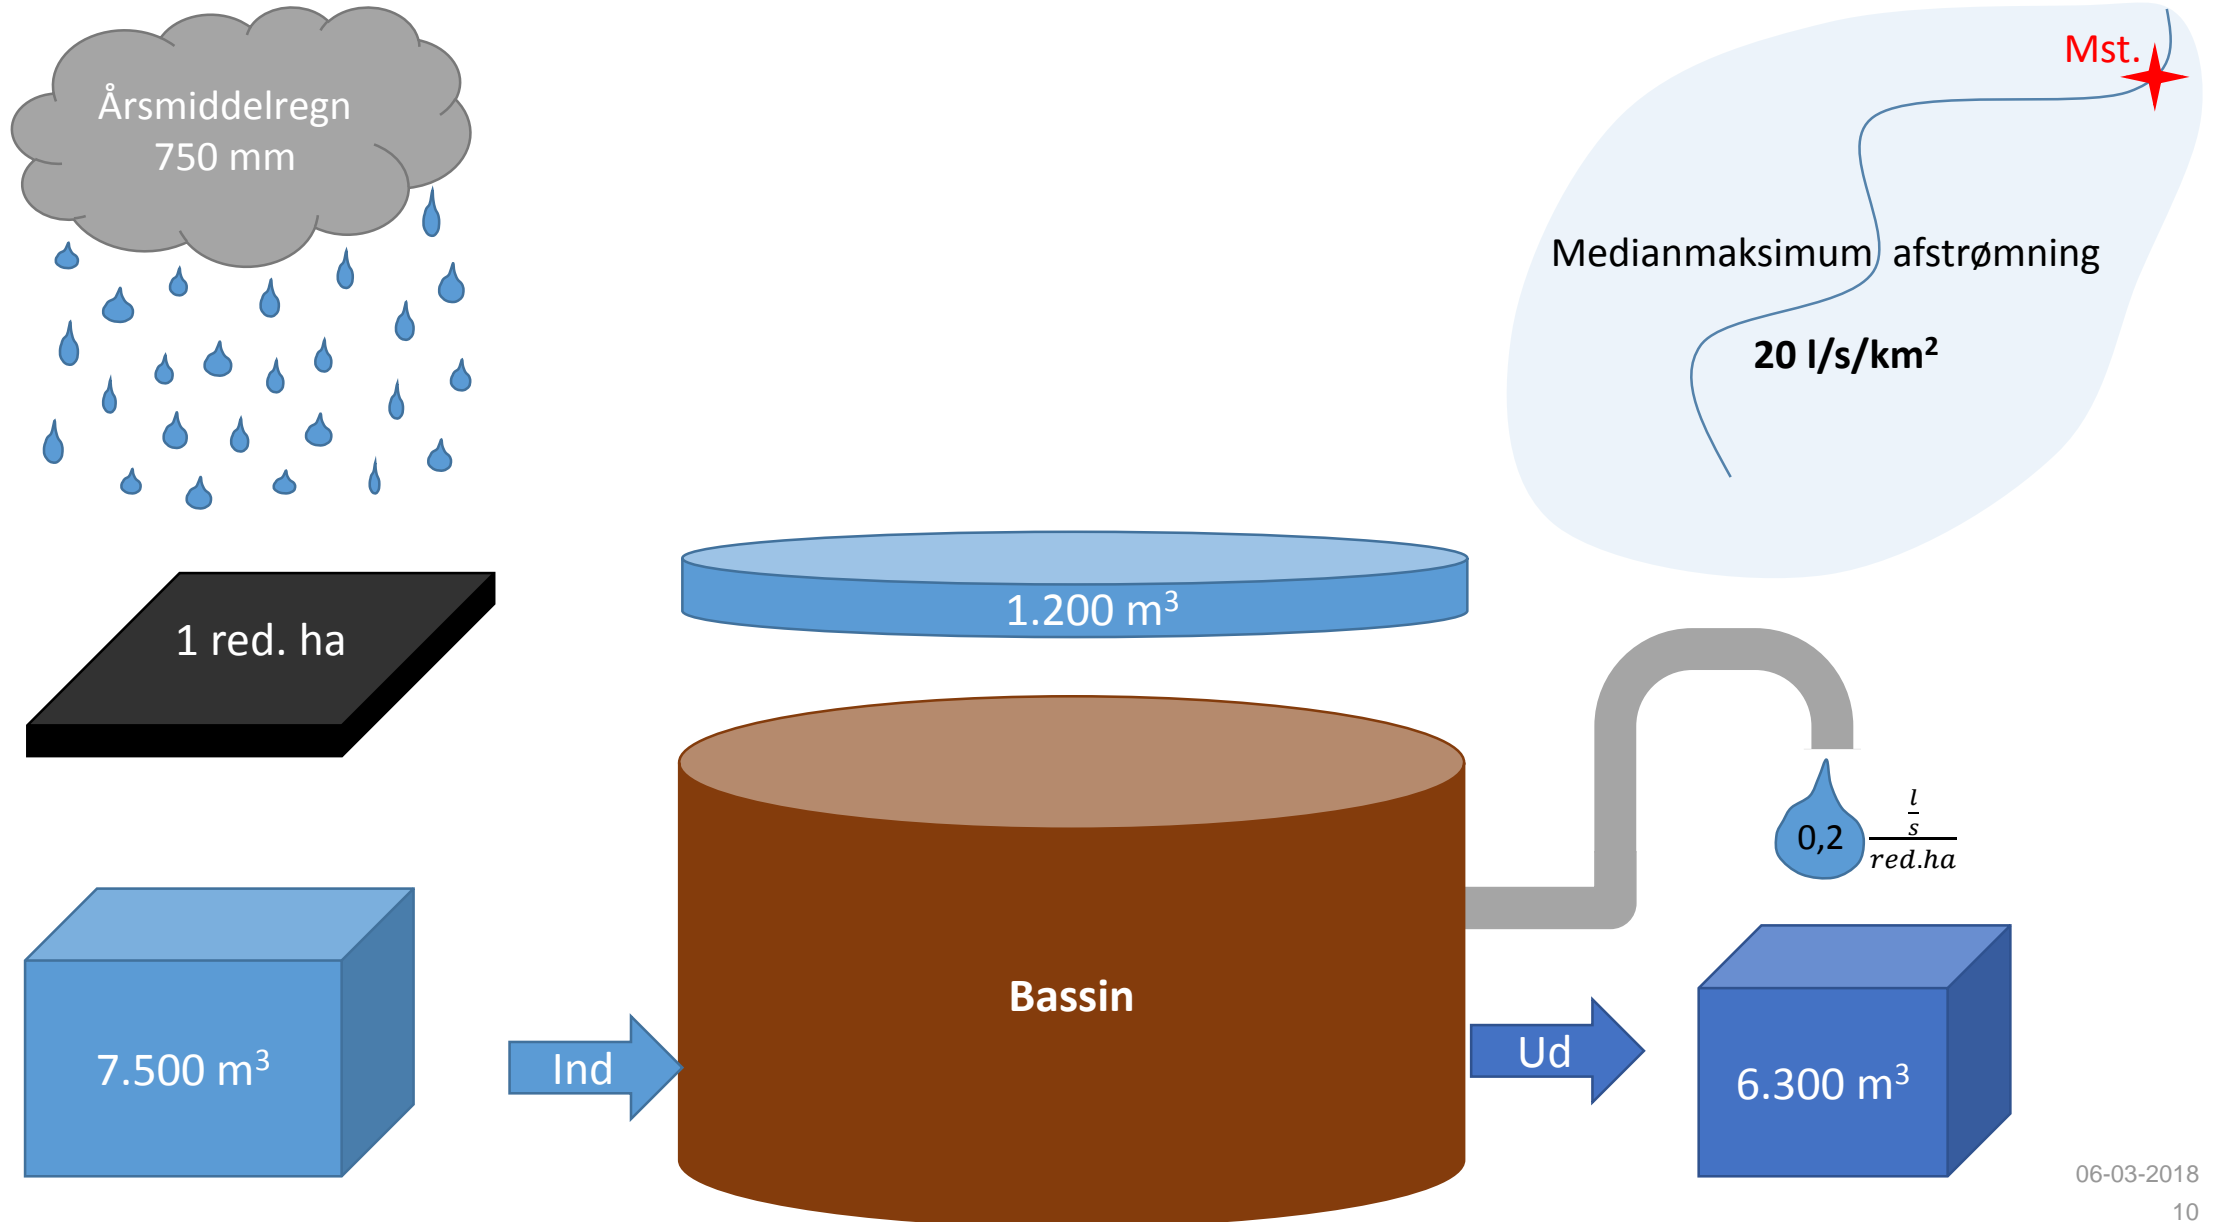 Årsmiddelregn
750 mm
Mst.
Medianmaksimum afstrømning
20 l/s/km²
1 red. ha
1.200 m³
0,2 l/s / red.ha
Bassin
7.500 m³
Ind
Ud
6.300 m³
06-03-2018
10